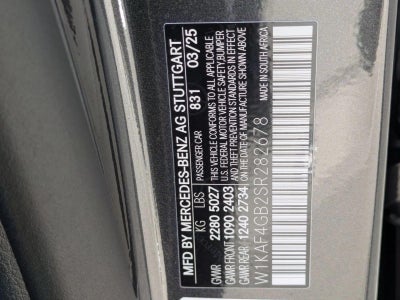 MFD BY MERCEDES-BENZ AG STUTTGART
PASSENGER CAR 831 03/25
KG LBS
GVWR 2280 5027
GAWR FRONT 1090 2403
GAWR REAR 1240 2734
THIS VEHICLE CONFORMS TO ALL APPLICABLE
U.S. FEDERAL MOTOR VEHICLE SAFETY, BUMPER
AND THEFT PREVENTION STANDARDS IN EFFECT
ON THE DATE OF MANUFACTURE SHOWN ABOVE
MADE IN SOUTH AFRICA
W1KAF4GB2SR282678